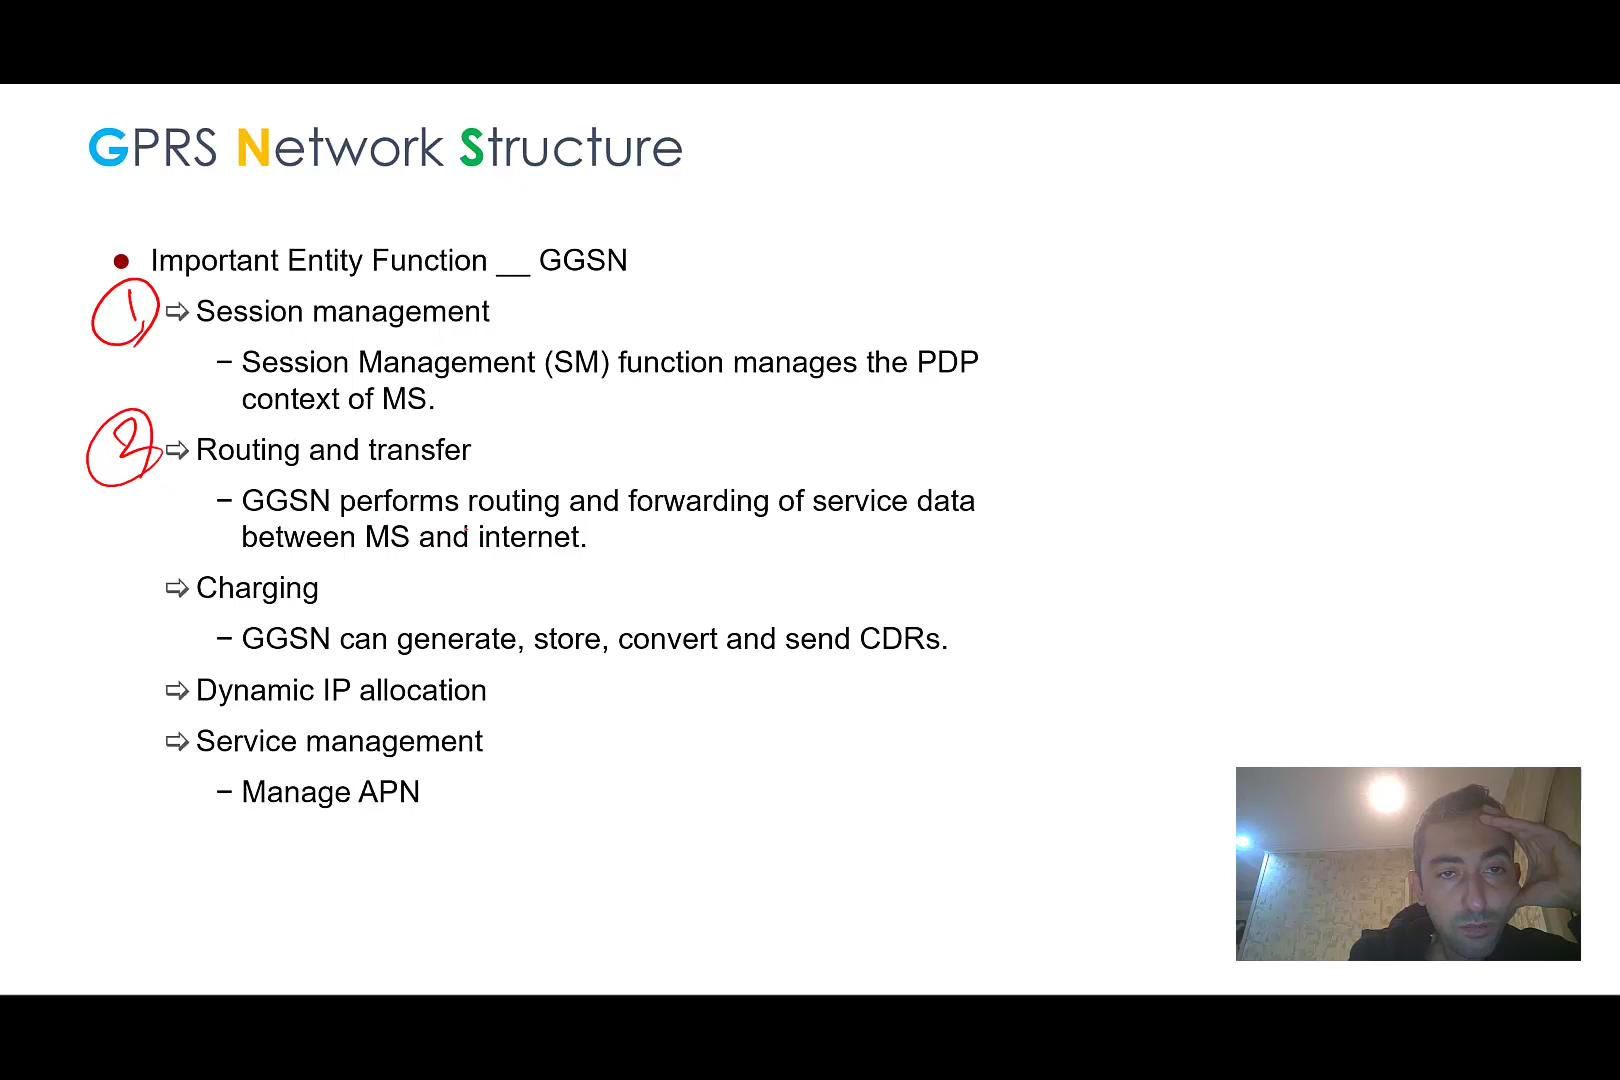 GPRS Network Structure
● Important Entity Function __ GGSN
1 ⇨ Session management
− Session Management (SM) function manages the PDP
context of MS.
2 ⇨ Routing and transfer
− GGSN performs routing and forwarding of service data
between MS and internet.
⇨ Charging
− GGSN can generate, store, convert and send CDRs.
⇨ Dynamic IP allocation
⇨ Service management
− Manage APN